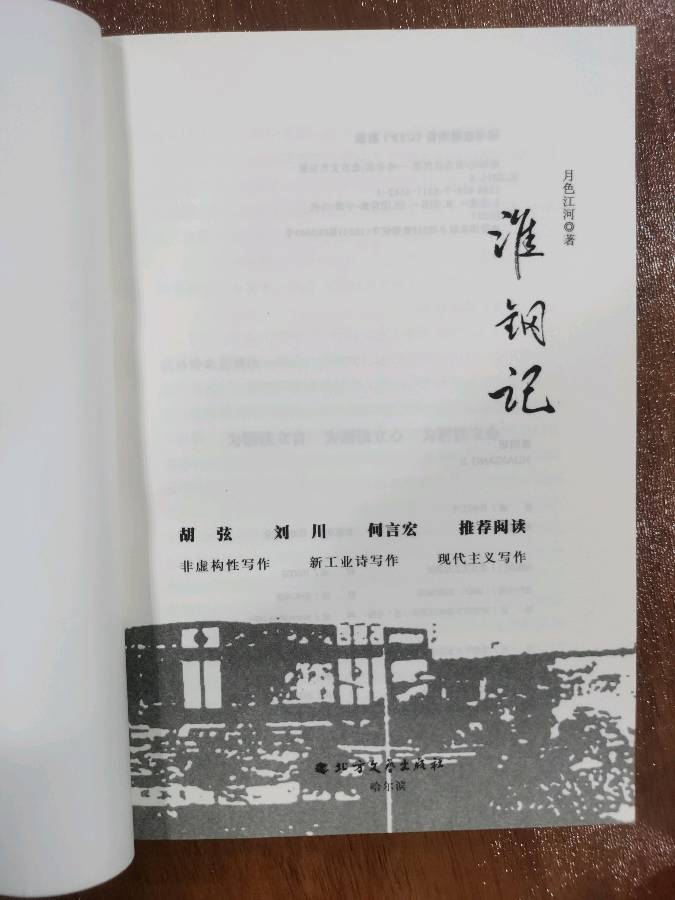 月色江河◎著
淮钢记
胡弦 刘川 何言宏 推荐阅读
非虚构性写作 新工业诗写作 现代主义写作
北方文艺出版社
哈尔滨